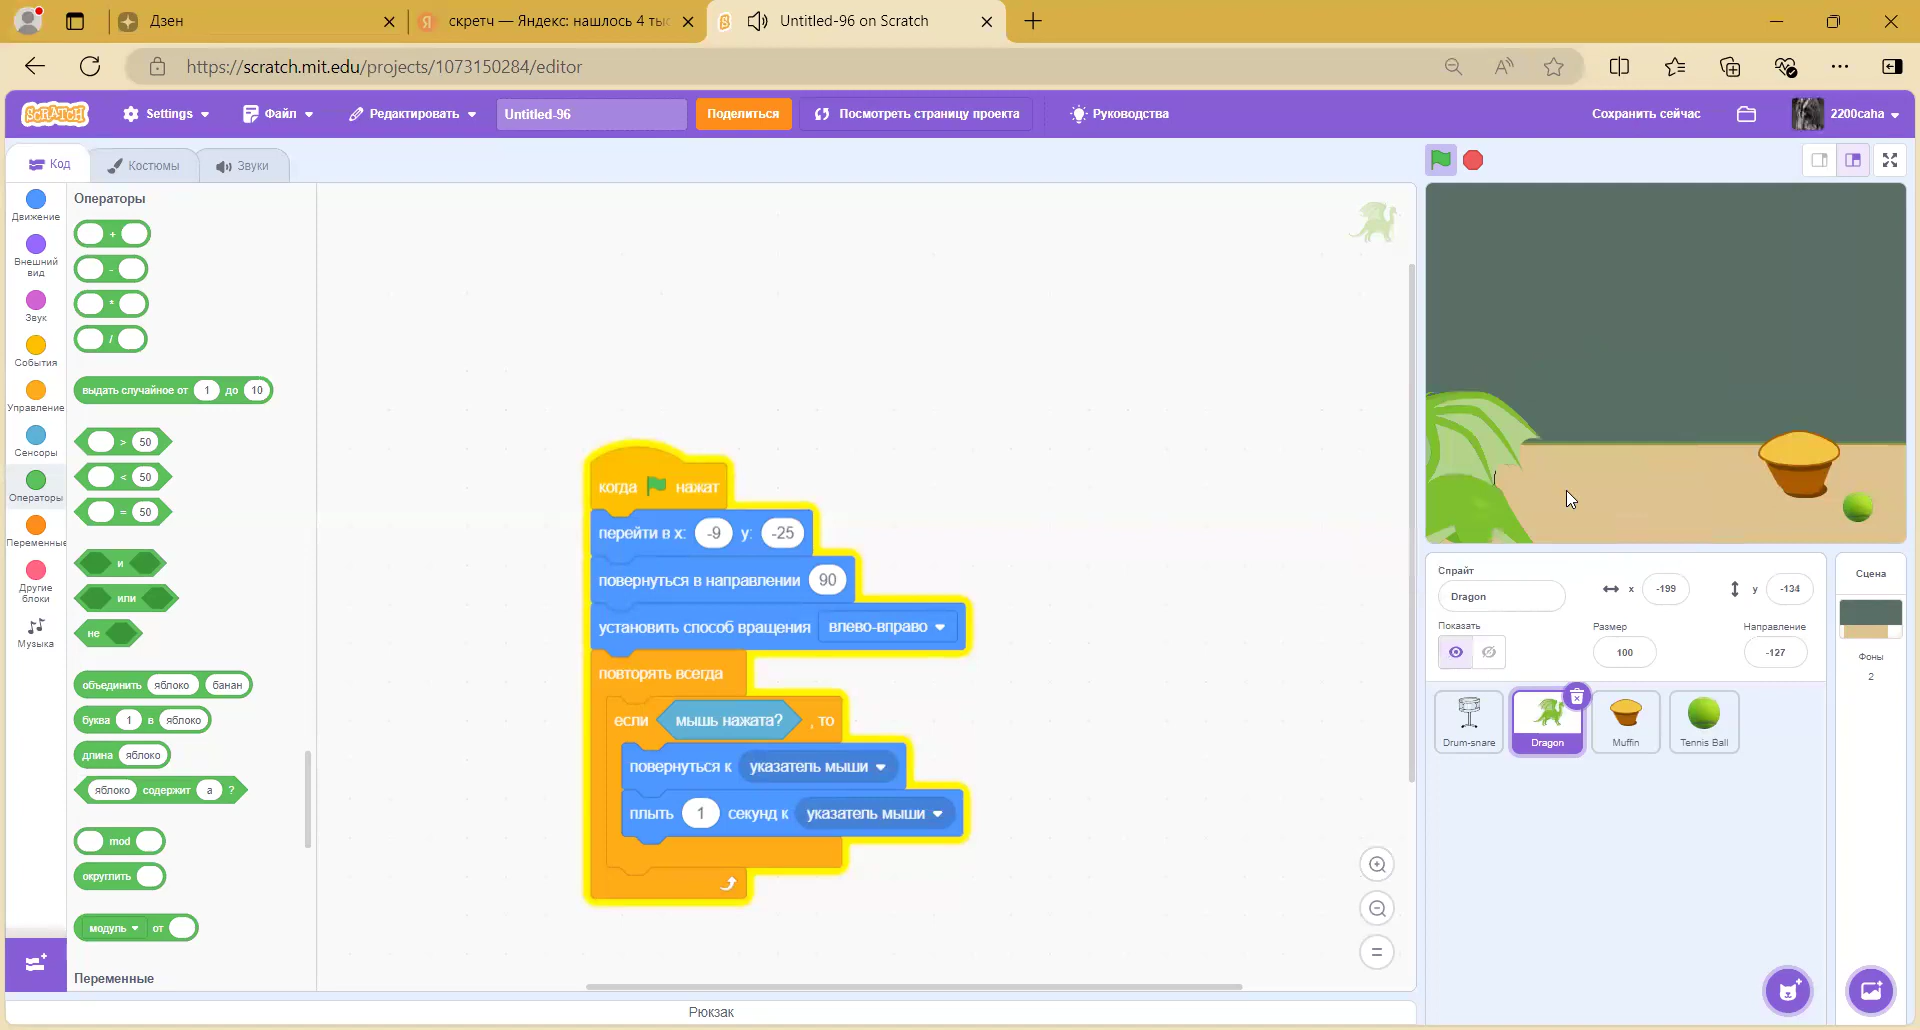 Дзен
скретч — Яндекс: нашлось 4 тыс
Untitled-96 on Scratch
https://scratch.mit.edu/projects/1073150284/editor
SCRATCH
Settings
Файл
Редактировать
Untitled-96
Поделиться
Посмотреть страницу проекта
Руководства
Сохранить сейчас
2200caha
Код
Костюмы
Звуки
Движение
Внешний
вид
Звук
События
Управление
Сенсоры
Операторы
Переменные
Другие
блоки
Музыка
Операторы
+
-
*
/
выдать случайное от 1 до 10
> 50
< 50
= 50
и
или
не
объединить яблоко банан
буква 1 в яблоко
длина яблоко
яблоко содержит а ?
mod
округлить
модуль от
Переменные
когда нажат
перейти в x: -9 y: -25
повернуться в направлении 90
установить способ вращения влево-вправо
повторять всегда
если мышь нажата? , то
повернуться к указатель мыши
плыть 1 секунд к указатель мыши
Рюкзак
Спрайт
Dragon
x -199
y -134
Показать
Размер
100
Направление
-127
Drum-snare
Dragon
Muffin
Tennis Ball
Сцена
Фоны
2